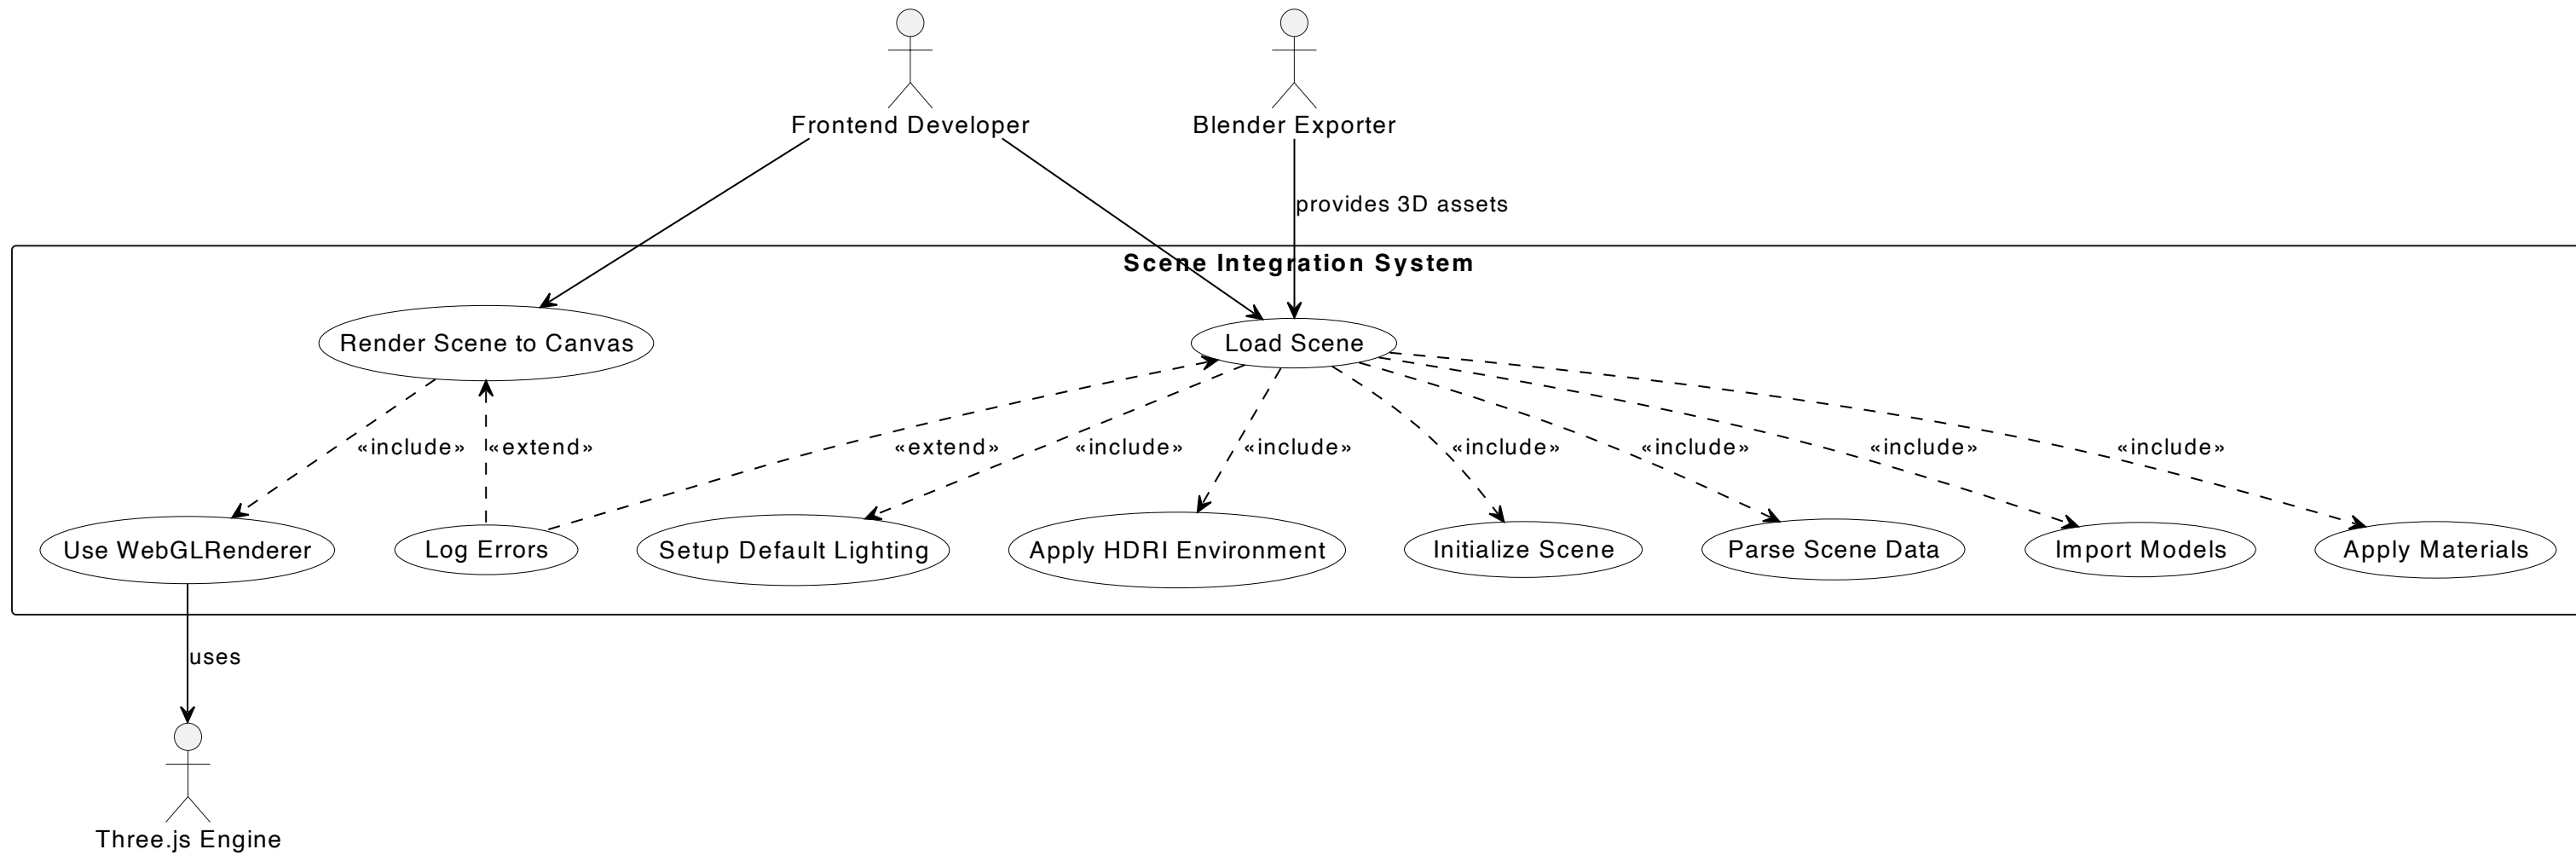 Frontend Developer
Blender Exporter
provides 3D assets
Scene Integration System
Render Scene to Canvas
Load Scene
«include»
«extend»
«extend»
«include»
«include»
«include»
«include»
«include»
«include»
Use WebGLRenderer
Log Errors
Setup Default Lighting
Apply HDRI Environment
Initialize Scene
Parse Scene Data
Import Models
Apply Materials
uses
Three.js Engine